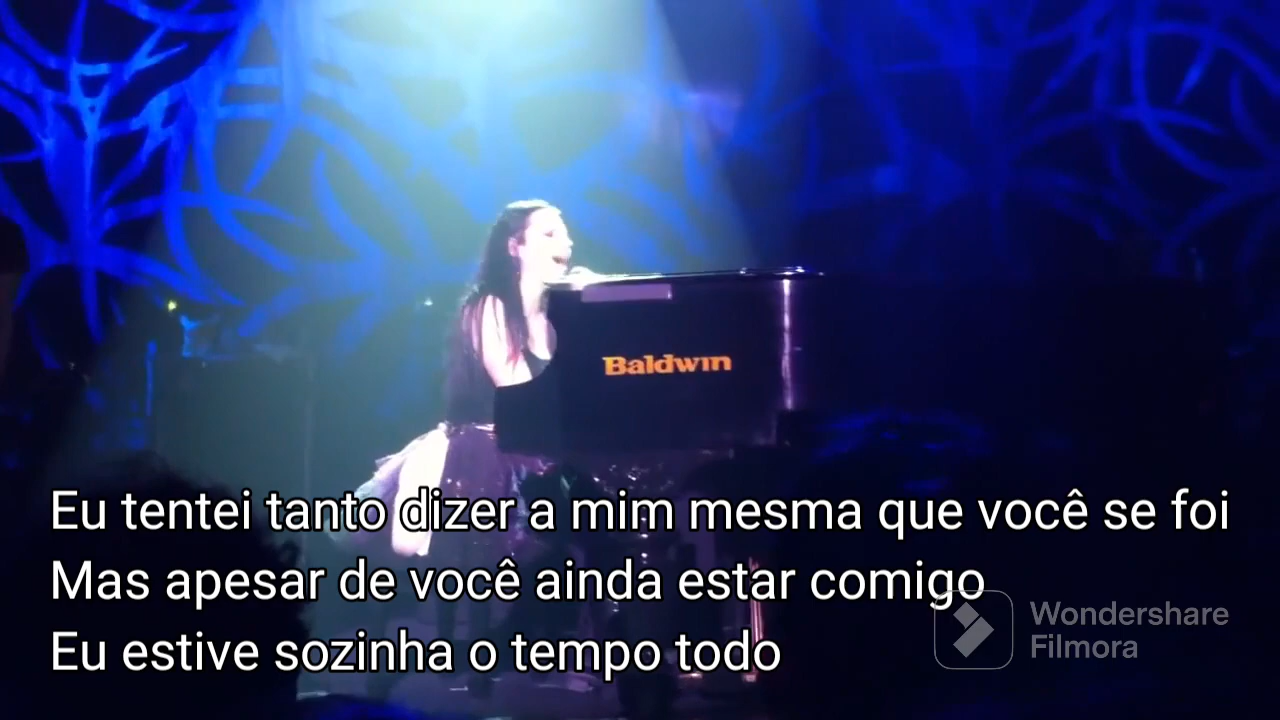 Baldwin
Eu tentei tanto dizer a mim mesma que você se foi
Mas apesar de você ainda estar comigo
Eu estive sozinha o tempo todo
Wondershare
Filmora